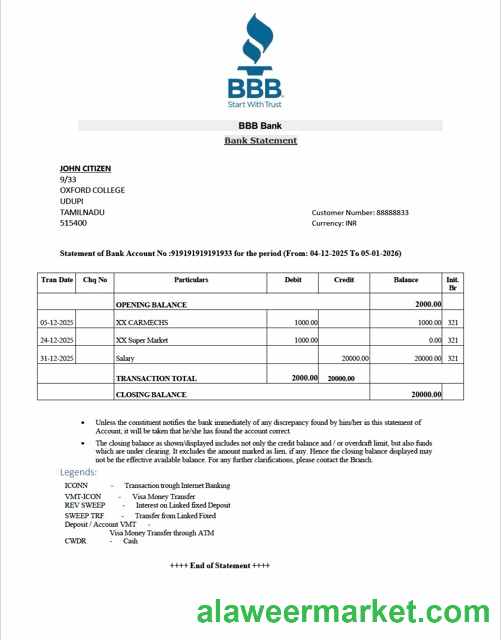 BBB
Start With Trust
BBB Bank
Bank Statement
JOHN CITIZEN
9/33
OXFORD COLLEGE
UDUPI
TAMILNADU
515400
Customer Number: 88888833
Currency: INR
Statement of Bank Account No :919191919191933 for the period (From: 04-12-2025 To 05-01-2026)
Tran Date Chq No Particulars Debit Credit Balance Init. Br
OPENING BALANCE 2000.00
05-12-2025 XX CARMECHS 1000.00 1000.00 321
24-12-2025 XX Super Market 1000.00 0.00 321
31-12-2025 Salary 20000.00 20000.00 321
TRANSACTION TOTAL 2000.00 20000.00
CLOSING BALANCE 20000.00
• Unless the constituent notifies the bank immediately of any discrepancy found by him/her in this statement of
Account, it will be taken that he/she has found the account correct
• The closing balance as shown/displayed includes not only the credit balance and / or overdraft limit, but also funds
which are under clearing. It excludes the amount marked as lien, if any. Hence the closing balance displayed may
not be the effective available balance. For any further clarifications, please contact the Branch.
Legends:
ICONN - Transaction trough Internet Banking
VMT-ICON - Visa Money Transfer
REV SWEEP - Interest on Linked fixed Deposit
SWEEP TRF - Transfer from Linked Fixed
Deposit / Account VMT -
Visa Money Transfer through ATM
CWDR - Cash
++++ End of Statement ++++
alaweermarket.com